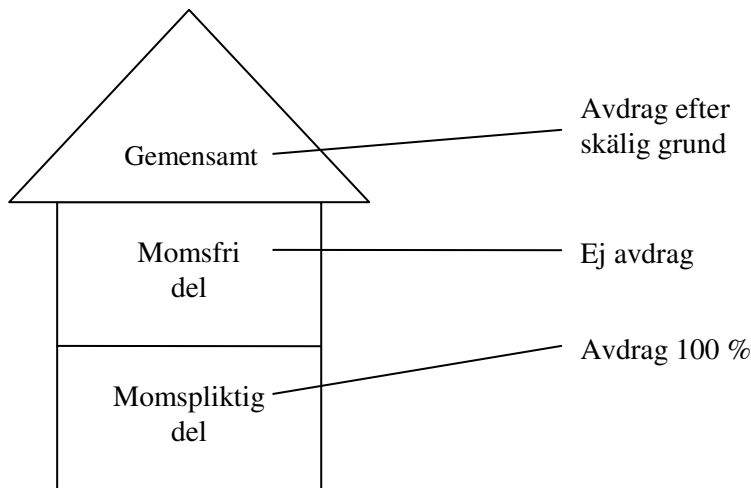 Avdrag efter
skälig grund
Gemensamt
Momsfri
del
Ej avdrag
Avdrag 100 %
Momspliktig
del